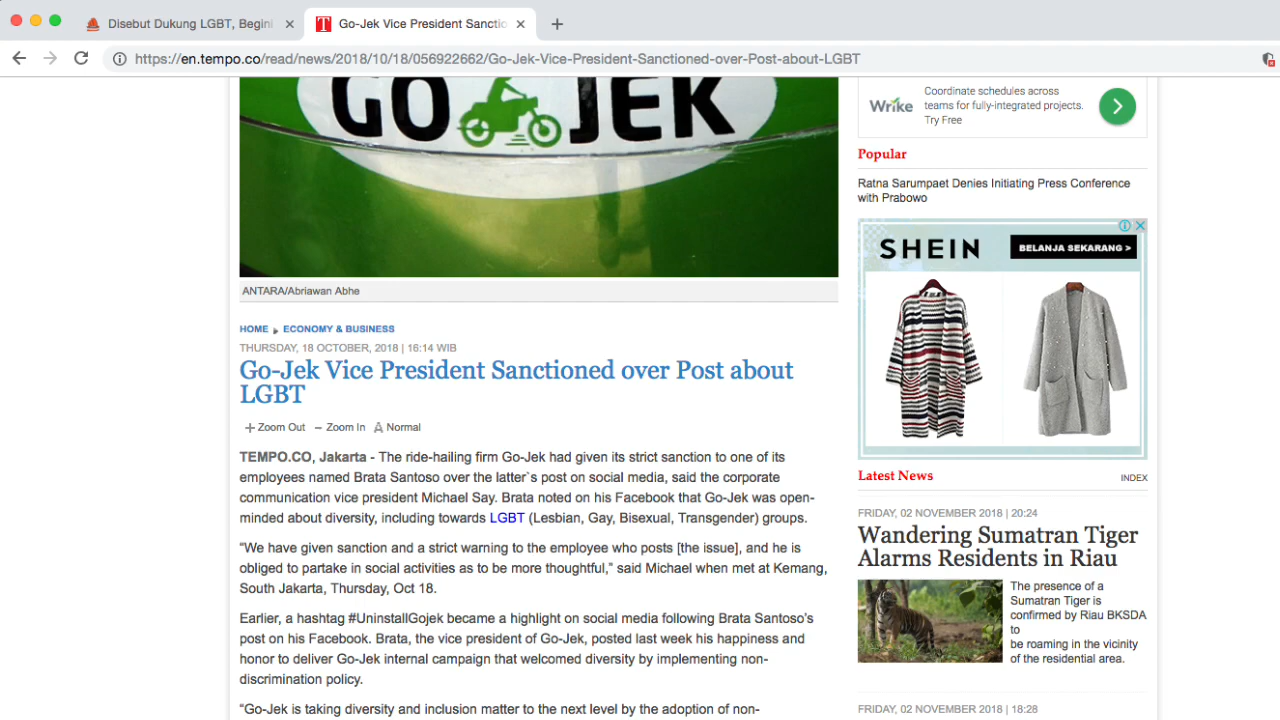 Disebut Dukung LGBT, Begini
Go-Jek Vice President Sanctio
https://en.tempo.co/read/news/2018/10/18/056922662/Go-Jek-Vice-President-Sanctioned-over-Post-about-LGBT
GO JEK
ANTARA/Abriawan Abhe
HOME ▸ ECONOMY & BUSINESS
THURSDAY, 18 OCTOBER, 2018 | 16:14 WIB
Go-Jek Vice President Sanctioned over Post about
LGBT
Zoom Out Zoom In A Normal
TEMPO.CO, Jakarta - The ride-hailing firm Go-Jek had given its strict sanction to one of its
employees named Brata Santoso over the latter`s post on social media, said the corporate
communication vice president Michael Say. Brata noted on his Facebook that Go-Jek was open-
minded about diversity, including towards LGBT (Lesbian, Gay, Bisexual, Transgender) groups.
“We have given sanction and a strict warning to the employee who posts [the issue], and he is
obliged to partake in social activities as to be more thoughtful,” said Michael when met at Kemang,
South Jakarta, Thursday, Oct 18.
Earlier, a hashtag #UninstallGojek became a highlight on social media following Brata Santoso’s
post on his Facebook. Brata, the vice president of Go-Jek, posted last week his happiness and
honor to deliver Go-Jek internal campaign that welcomed diversity by implementing non-
discrimination policy.
“Go-Jek is taking diversity and inclusion matter to the next level by the adoption of non-
Wrike
Coordinate schedules across
teams for fully-integrated projects.
Try Free
Popular
Ratna Sarumpaet Denies Initiating Press Conference
with Prabowo
SHEIN
BELANJA SEKARANG >
Latest News
INDEX
FRIDAY, 02 NOVEMBER 2018 | 20:24
Wandering Sumatran Tiger
Alarms Residents in Riau
The presence of a
Sumatran Tiger is
confirmed by Riau BKSDA
to
be roaming in the vicinity
of the residential area.
FRIDAY, 02 NOVEMBER 2018 | 18:28